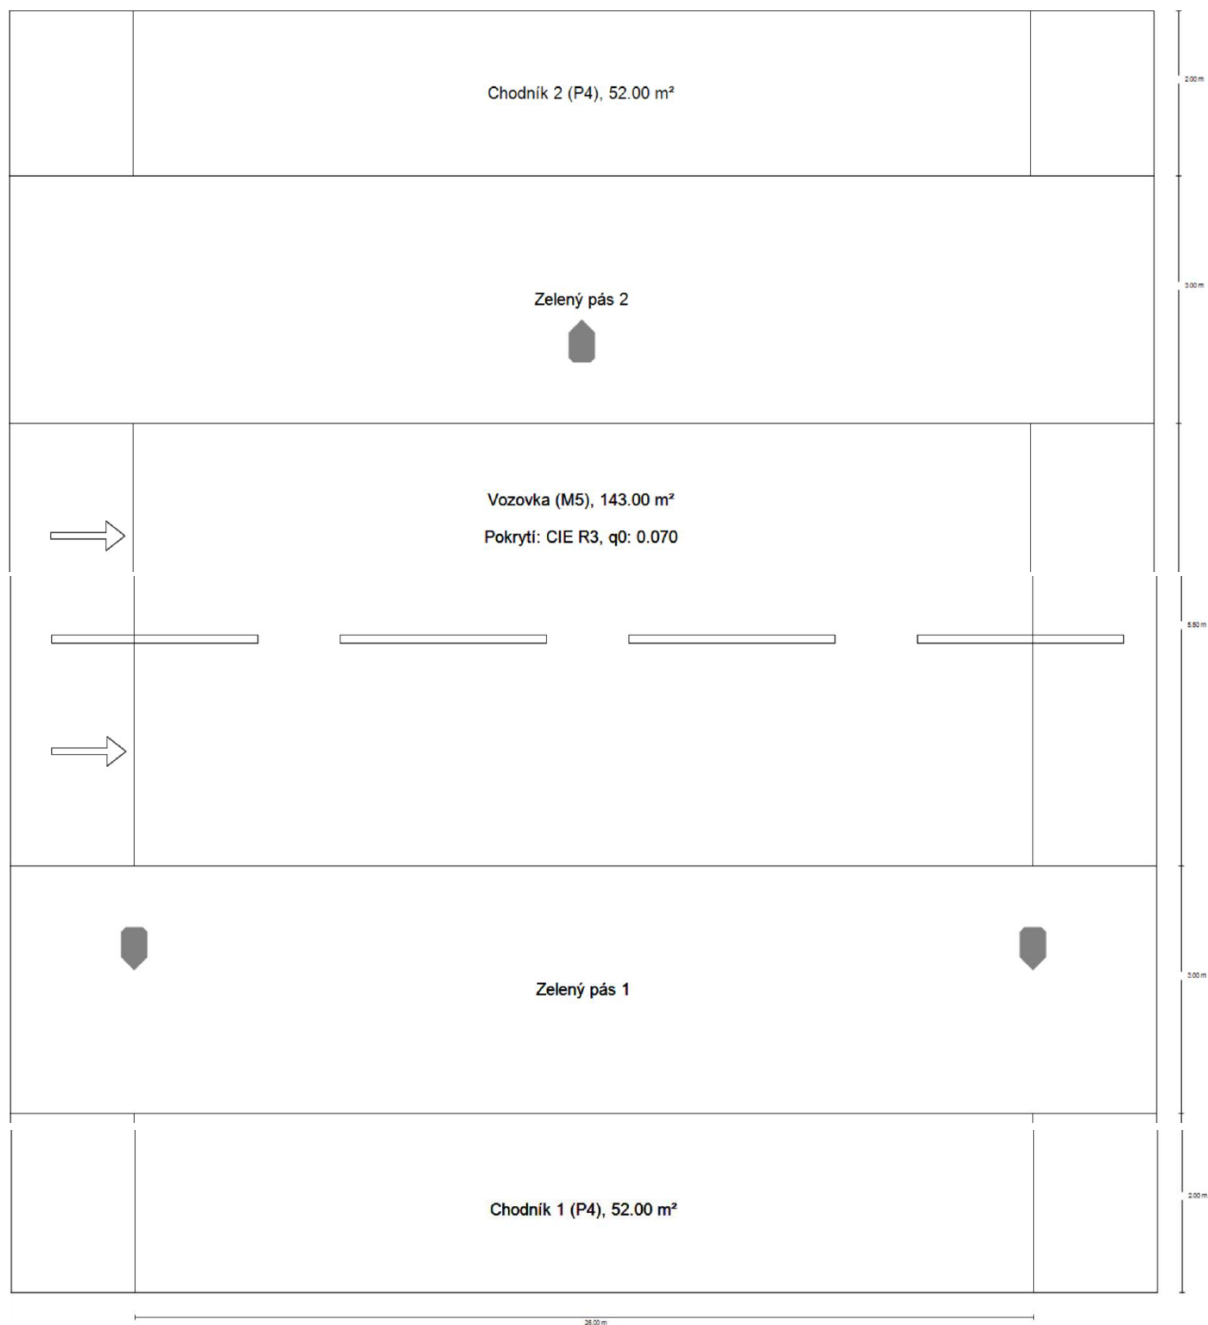 Chodník 2 (P4), 52.00 m²
2.00 m
Zelený pás 2
3.00 m
Vozovka (M5), 143.00 m²
Pokrytí: CIE R3, q0: 0.070
5.50 m
Zelený pás 1
3.00 m
Chodník 1 (P4), 52.00 m²
2.00 m
26.00 m